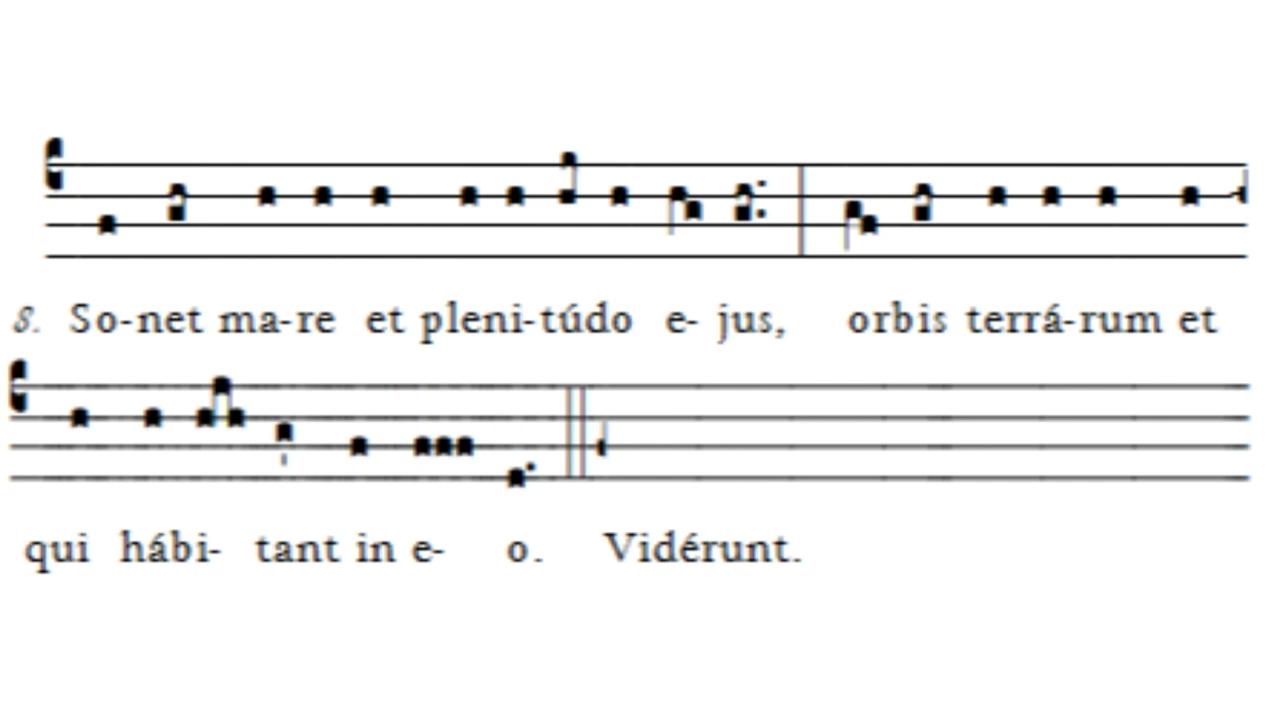 8. So-net ma-re et pleni-túdo e- jus, orbis terrá-rum et
qui hábi- tant in e- o. Vidérunt.